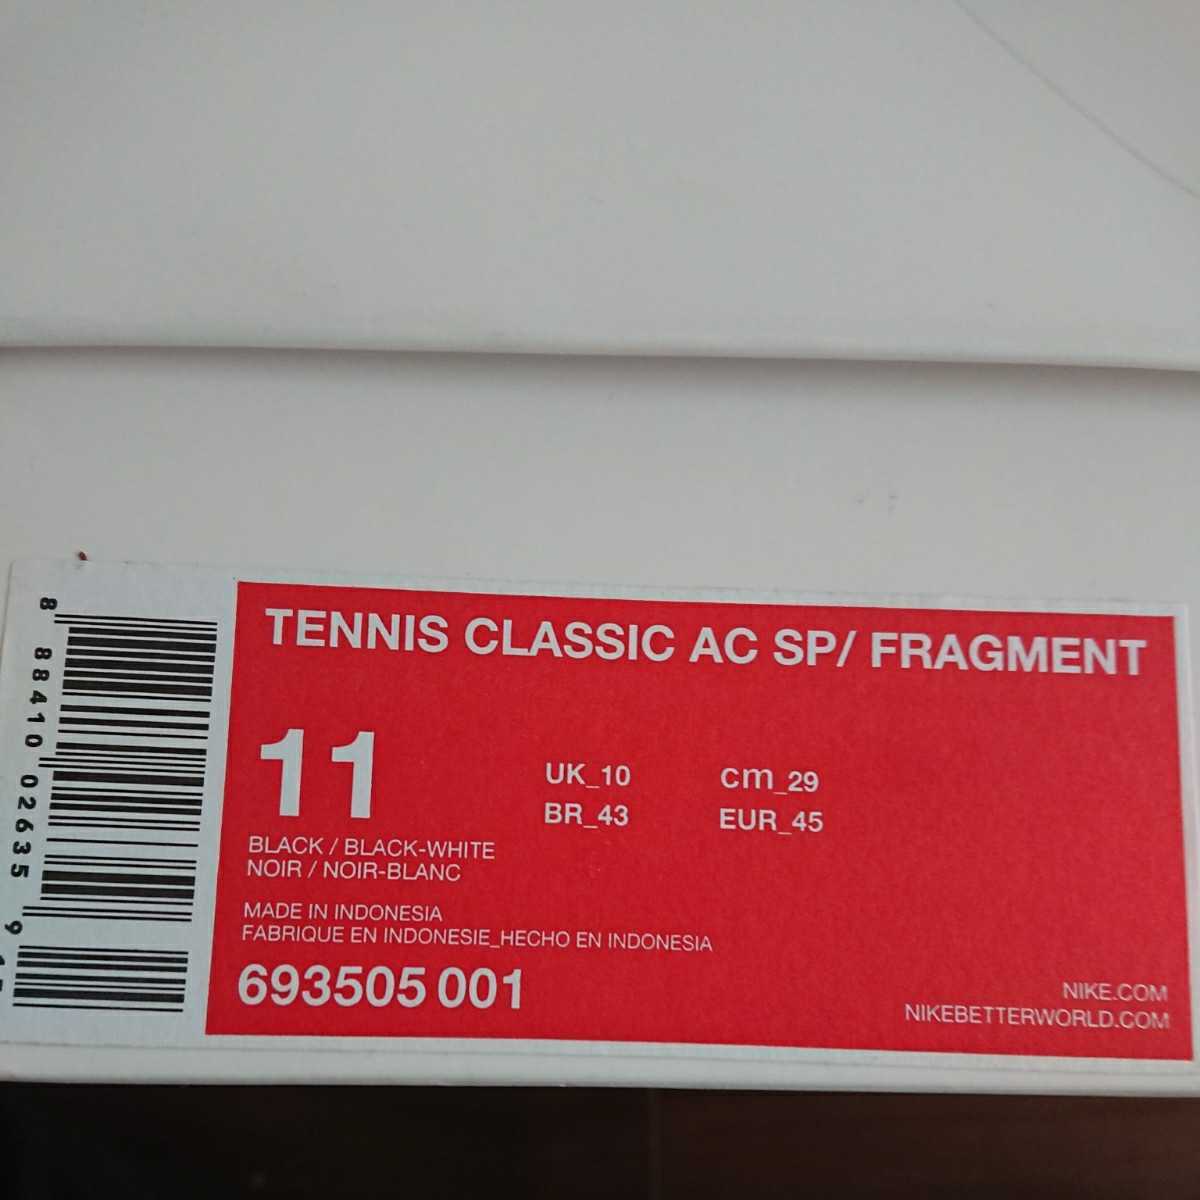 TENNIS CLASSIC AC SP/ FRAGMENT
11
UK_10 cm_29
BR_43 EUR_45
BLACK / BLACK-WHITE
NOIR / NOIR-BLANC
MADE IN INDONESIA
FABRIQUE EN INDONESIE_HECHO EN INDONESIA
693505 001
NIKE.COM
NIKEBETTERWORLD.COM
8 88410 02635 9